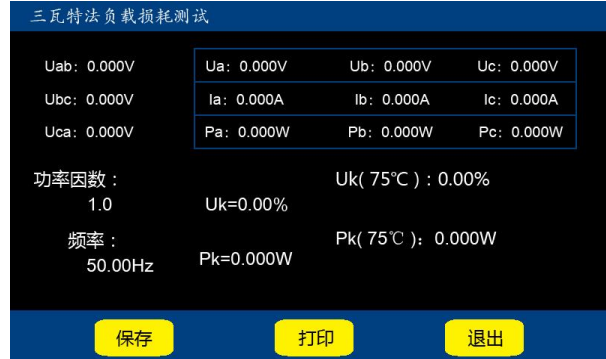 三瓦特法负载损耗测试
Uab: 0.000V Ua: 0.000V Ub: 0.000V Uc: 0.000V
Ubc: 0.000V Ia: 0.000A Ib: 0.000A Ic: 0.000A
Uca: 0.000V Pa: 0.000W Pb: 0.000W Pc: 0.000W
功率因数： Uk( 75℃ )：0.00%
1.0 Uk=0.00%
频率： Pk( 75℃ ): 0.000W
50.00Hz Pk=0.000W
保存 打印 退出